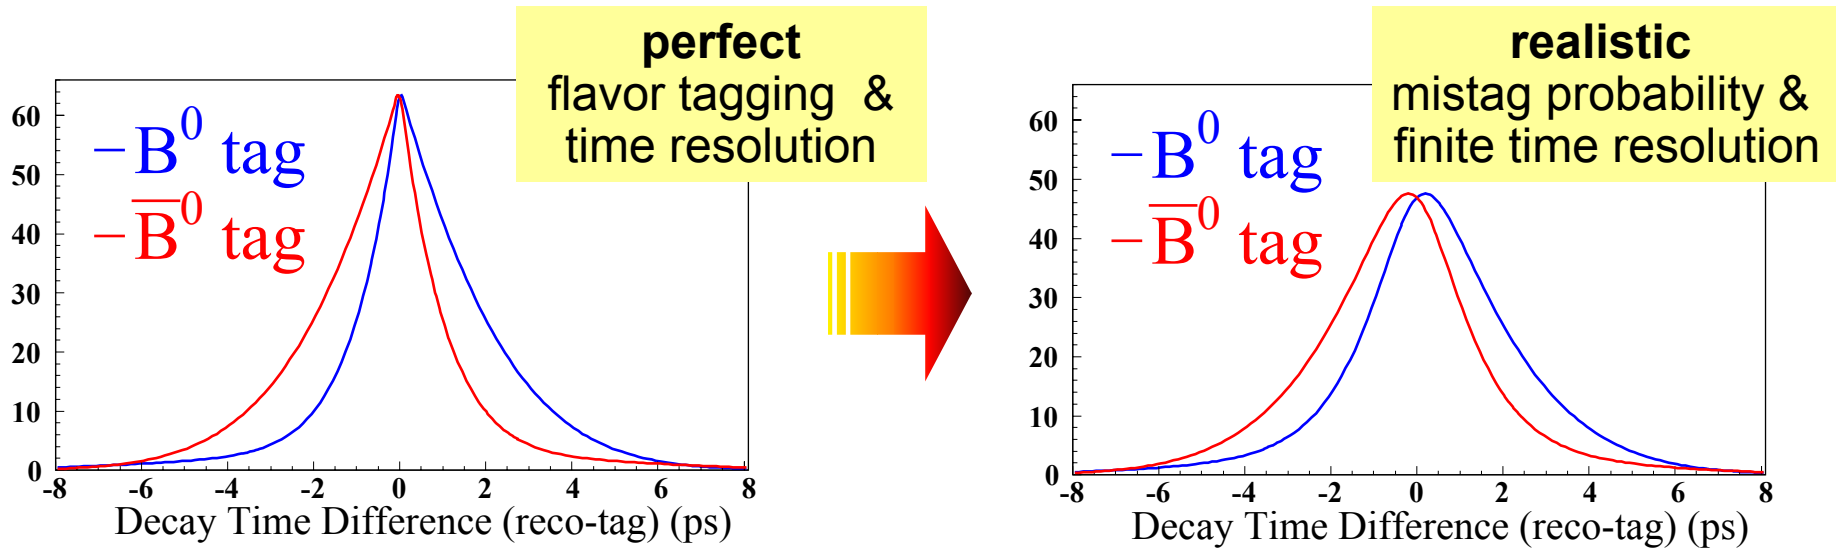 perfect
flavor tagging &
time resolution
60
50
40
30
20
10
0
–B⁰ tag
–B̅⁰ tag
-8 -6 -4 -2 0 2 4 6 8
Decay Time Difference (reco-tag) (ps)
realistic
mistag probability &
finite time resolution
60
50
40
30
20
10
0
–B⁰ tag
–B̅⁰ tag
-8 -6 -4 -2 0 2 4 6 8
Decay Time Difference (reco-tag) (ps)